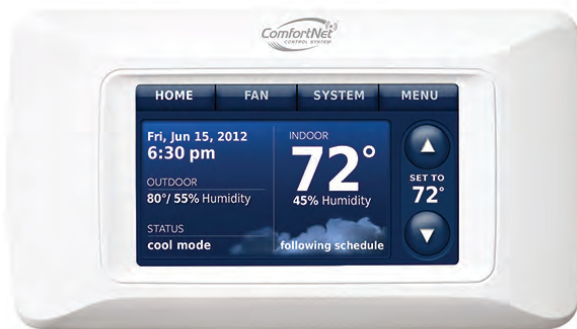 ComfortNet
CONTROL SYSTEM
HOME FAN SYSTEM MENU
Fri, Jun 15, 2012
6:30 pm
OUTDOOR
80°/ 55% Humidity
STATUS
cool mode
INDOOR
72°
45% Humidity
following schedule
SET TO
72°